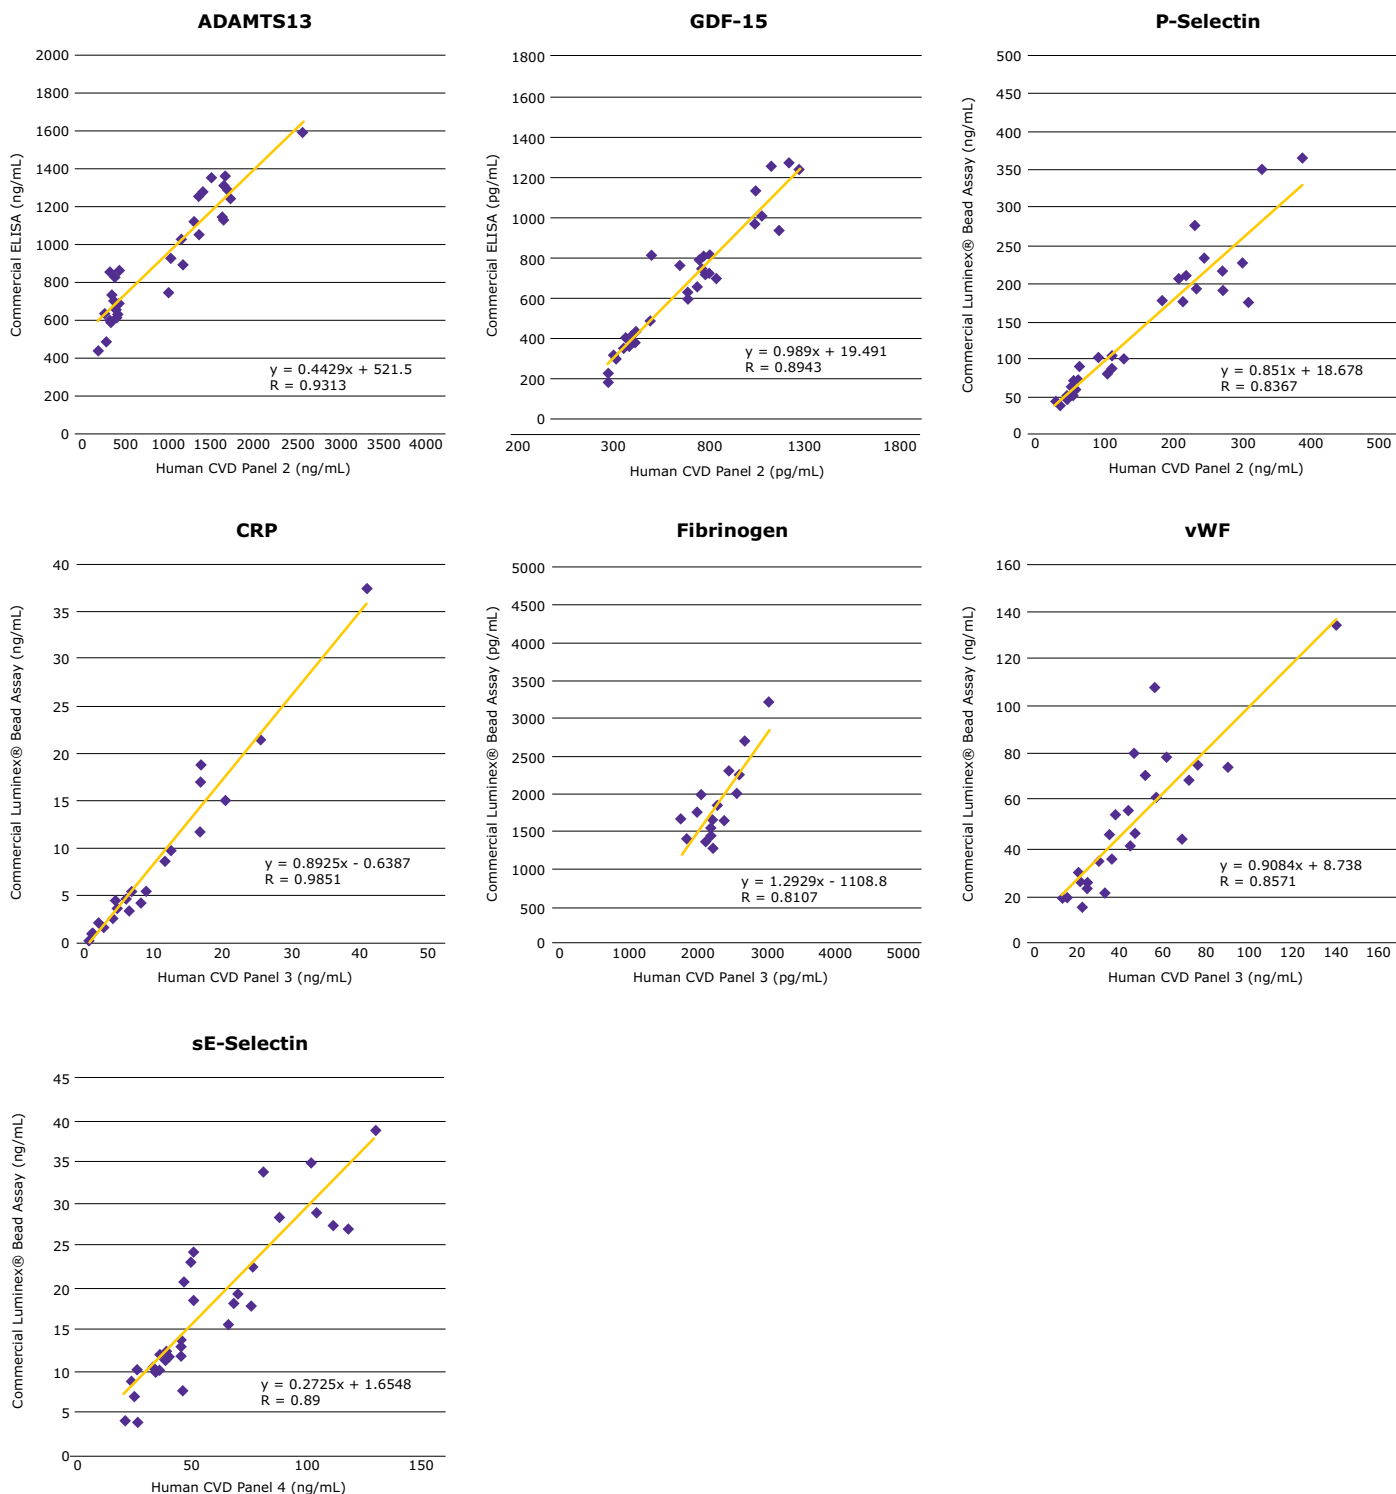 ADAMTS13
Commercial ELISA (ng/mL)
2000
1800
1600
1400
1200
1000
800
600
400
200
0
y = 0.4429x + 521.5
R = 0.9313
0 500 1000 1500 2000 2500 3000 3500 4000
Human CVD Panel 2 (ng/mL)
GDF-15
Commercial ELISA (pg/mL)
1800
1600
1400
1200
1000
800
600
400
200
0
y = 0.989x + 19.491
R = 0.8943
200 300 800 1300 1800
Human CVD Panel 2 (pg/mL)
P-Selectin
Commercial Luminex® Bead Assay (ng/mL)
500
450
400
350
300
250
200
150
100
50
0
y = 0.851x + 18.678
R = 0.8367
0 100 200 300 400 500
Human CVD Panel 2 (ng/mL)
CRP
Commercial Luminex® Bead Assay (ng/mL)
40
35
30
25
20
15
10
5
0
y = 0.8925x - 0.6387
R = 0.9851
0 10 20 30 40 50
Human CVD Panel 3 (ng/mL)
Fibrinogen
Commercial Luminex® Bead Assay (pg/mL)
5000
4500
4000
3500
3000
2500
2000
1500
1000
500
0
y = 1.2929x - 1108.8
R = 0.8107
0 1000 2000 3000 4000 5000
Human CVD Panel 3 (pg/mL)
vWF
Commercial Luminex® Bead Assay (ng/mL)
160
140
120
100
80
60
40
20
0
y = 0.9084x + 8.738
R = 0.8571
0 20 40 60 80 100 120 140 160
Human CVD Panel 3 (ng/mL)
sE-Selectin
Commercial Luminex® Bead Assay (ng/mL)
45
40
35
30
25
20
15
10
5
0
y = 0.2725x + 1.6548
R = 0.89
0 50 100 150
Human CVD Panel 4 (ng/mL)